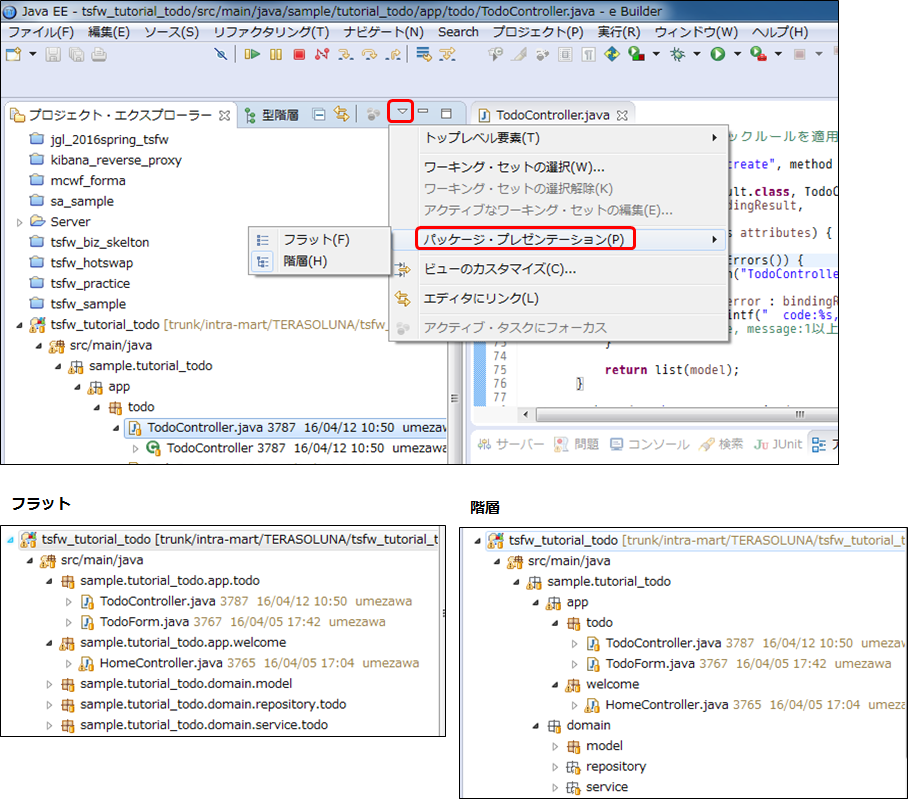 Java EE - tsfw_tutorial_todo/src/main/java/sample/tutorial_todo/app/todo/TodoController.java - e Builder
ファイル(F) 編集(E) ソース(S) リファクタリング(T) ナビゲート(N) Search プロジェクト(P) 実行(R) ウィンドウ(W) ヘルプ(H)
プロジェクト・エクスプローラー 型階層
TodoController.java
jgl_2016spring_tsfw
kibana_reverse_proxy
mcwf_forma
sa_sample
Server
tsfw_biz_skelton
tsfw_hotswap
tsfw_practice
tsfw_sample
tsfw_tutorial_todo [trunk/intra-mart/TERASOLUNA/tsfw_
src/main/java
sample.tutorial_todo
app
todo
TodoController.java 3787 16/04/12 10:50 umezaw
TodoController 3787 16/04/12 10:50 umezawa
トップレベル要素(T)
ワーキング・セットの選択(W)...
ワーキング・セットの選択解除(K)
アクティブなワーキング・セットの編集(E)...
パッケージ・プレゼンテーション(P)
ビューのカスタマイズ(C)...
エディタにリンク(L)
アクティブ・タスクにフォーカス
フラット(F)
階層(H)
ックルールを適用
create", method
ult.class, TodoC
dingResult,
s attributes) {
rrors()) {
n("TodoControlle
error : bindingR
intf("  code:%s,
e, message:1以上
73 }
74
75 return list(model);
76 }
77
サーバー 問題 コンソール 検索 JUnit
フラット
tsfw_tutorial_todo [trunk/intra-mart/TERASOLUNA/tsfw_tutorial_t
src/main/java
sample.tutorial_todo.app.todo
TodoController.java 3787 16/04/12 10:50 umezawa
TodoForm.java 3767 16/04/05 17:42 umezawa
sample.tutorial_todo.app.welcome
HomeController.java 3765 16/04/05 17:04 umezawa
sample.tutorial_todo.domain.model
sample.tutorial_todo.domain.repository.todo
sample.tutorial_todo.domain.service.todo
階層
tsfw_tutorial_todo [trunk/intra-mart/TERASOLUNA/tsfw_tutorial_
src/main/java
sample.tutorial_todo
app
todo
TodoController.java 3787 16/04/12 10:50 umezaw
TodoForm.java 3767 16/04/05 17:42 umezawa
welcome
HomeController.java 3765 16/04/05 17:04 umeza
domain
model
repository
service